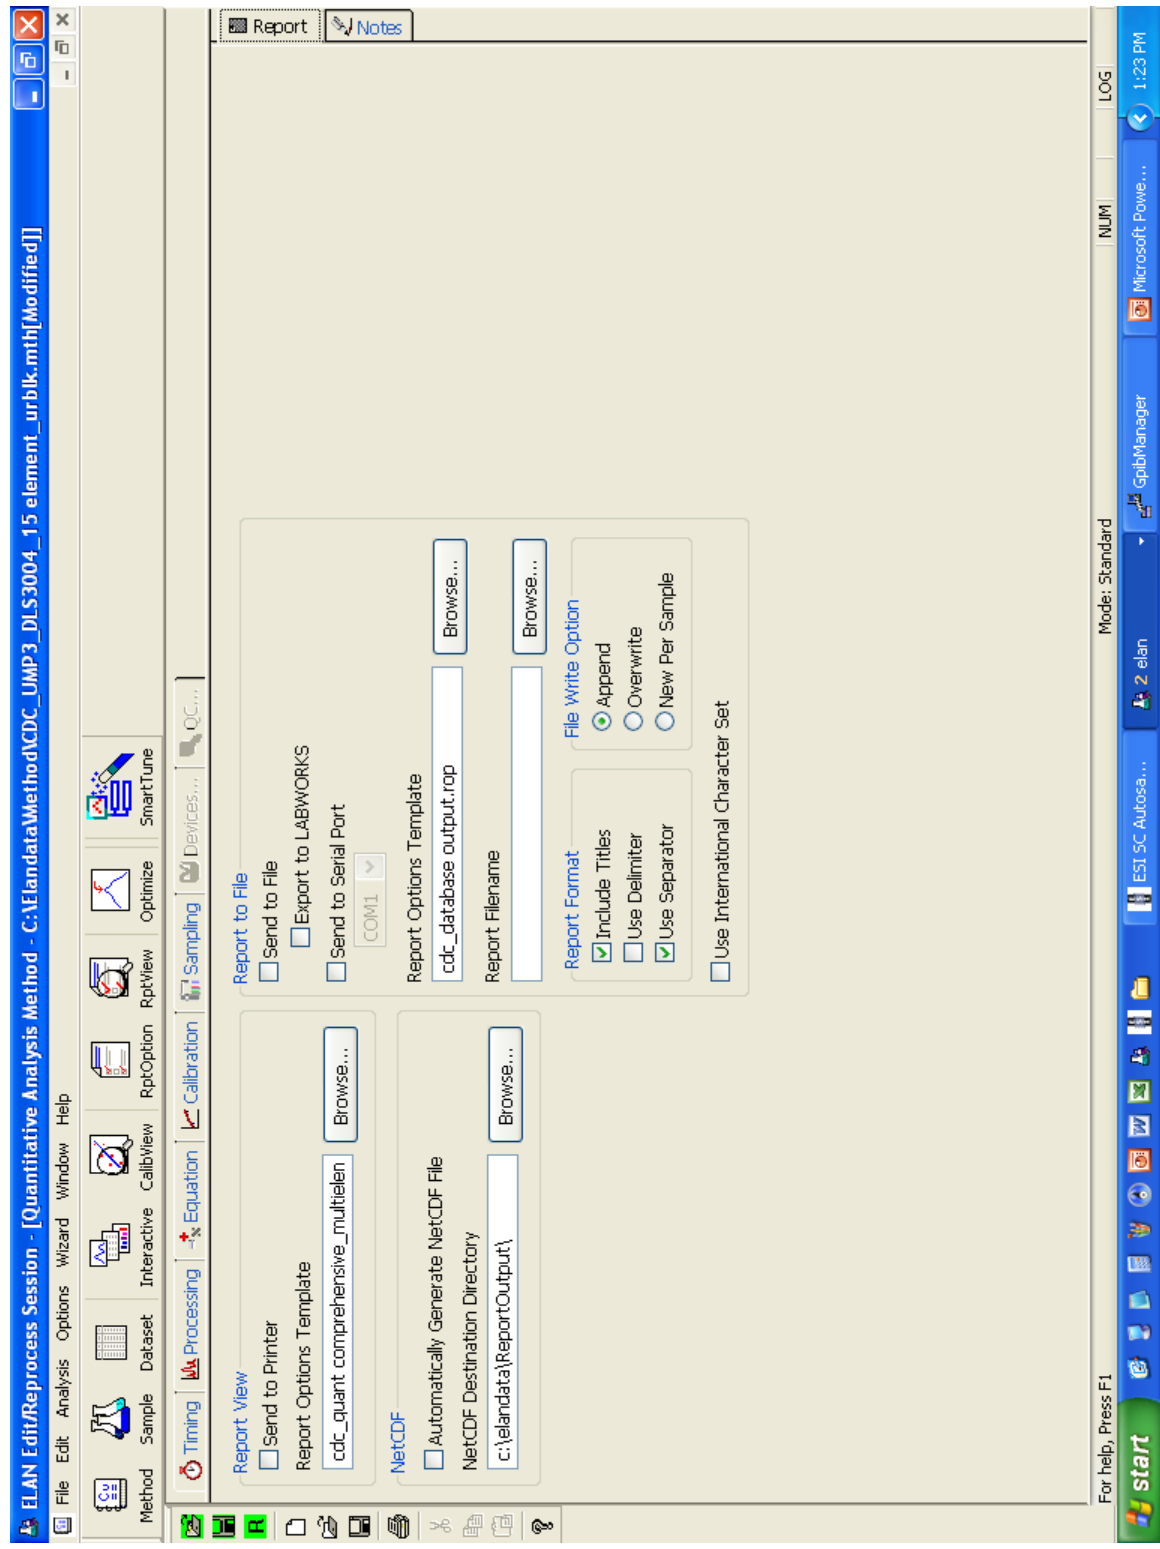 ELAN Edit/Reprocess Session - [Quantitative Analysis Method - C:\ElandataMethod\CDC_UMP3_DLS3004_15 element_urblk.mth[Modified]]
File Edit Analysis Options Wizard Window Help
Method Sample Dataset Interactive CalibView RptOption RptView Optimize SmartTune
Timing Processing Equation Calibration Sampling Devices... QC... Report Notes
Report View
Send to Printer
Report Options Template
cdc_quant comprehensive_multielen
Browse...
NetCDF
Automatically Generate NetCDF File
NetCDF Destination Directory
c:\elandata\ReportOutput\
Browse...
Report to File
Send to File
Export to LABWORKS
Send to Serial Port
COM1
Report Options Template
cdc_database output.rop
Browse...
Report Filename
Browse...
Report Format
Include Titles
Use Delimiter
Use Separator
File Write Option
Append
Overwrite
New Per Sample
Use International Character Set
For help, Press F1 Mode: Standard NUM LOG
start ESI SC Autosa... 2 elan GpibManager Microsoft Powe... 1:23 PM